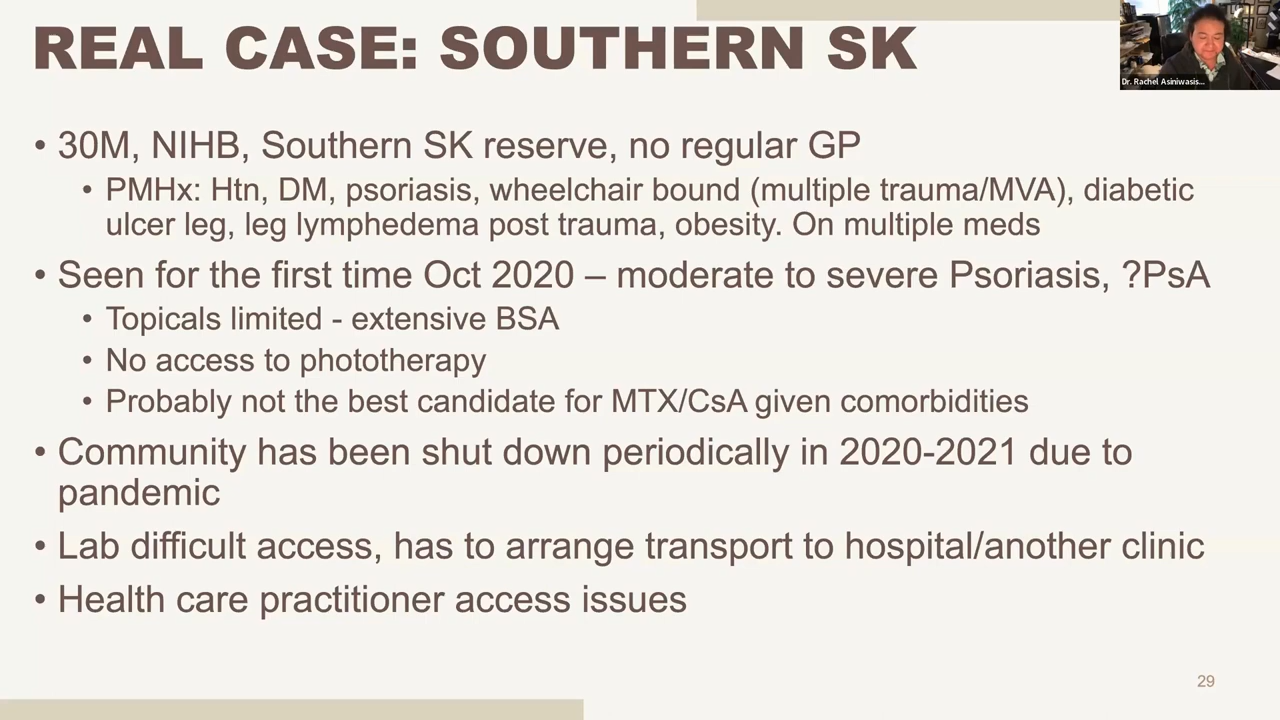 REAL CASE: SOUTHERN SK
Dr. Rachel Asiniwasis...
• 30M, NIHB, Southern SK reserve, no regular GP
• PMHx: Htn, DM, psoriasis, wheelchair bound (multiple trauma/MVA), diabetic
ulcer leg, leg lymphedema post trauma, obesity. On multiple meds
• Seen for the first time Oct 2020 – moderate to severe Psoriasis, ?PsA
• Topicals limited - extensive BSA
• No access to phototherapy
• Probably not the best candidate for MTX/CsA given comorbidities
• Community has been shut down periodically in 2020-2021 due to
pandemic
• Lab difficult access, has to arrange transport to hospital/another clinic
• Health care practitioner access issues
29